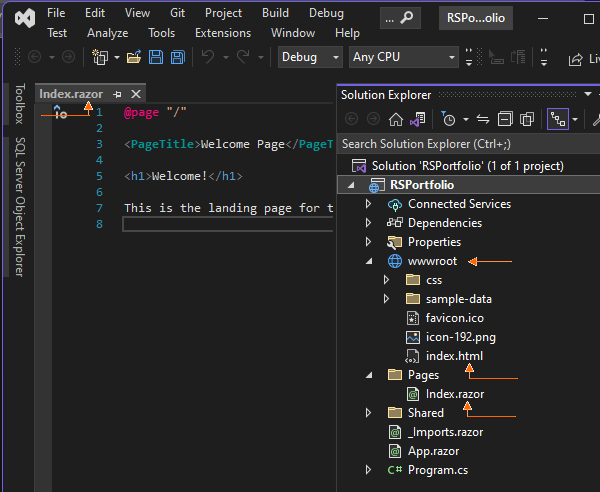 File Edit View Git Project Build Debug
... RSPo...olio
Test Analyze Tools Extensions Window Help
Debug Any CPU Liv
Index.razor
Toolbox
SQL Server Object Explorer
1 @page "/"
2
3 <PageTitle>Welcome Page</PageT
4
5 <h1>Welcome!</h1>
6
7 This is the landing page for t
8
Solution Explorer
Search Solution Explorer (Ctrl+;)
Solution 'RSPortfolio' (1 of 1 project)
RSPortfolio
Connected Services
Dependencies
Properties
wwwroot
css
sample-data
favicon.ico
icon-192.png
index.html
Pages
Index.razor
Shared
_Imports.razor
App.razor
C# Program.cs